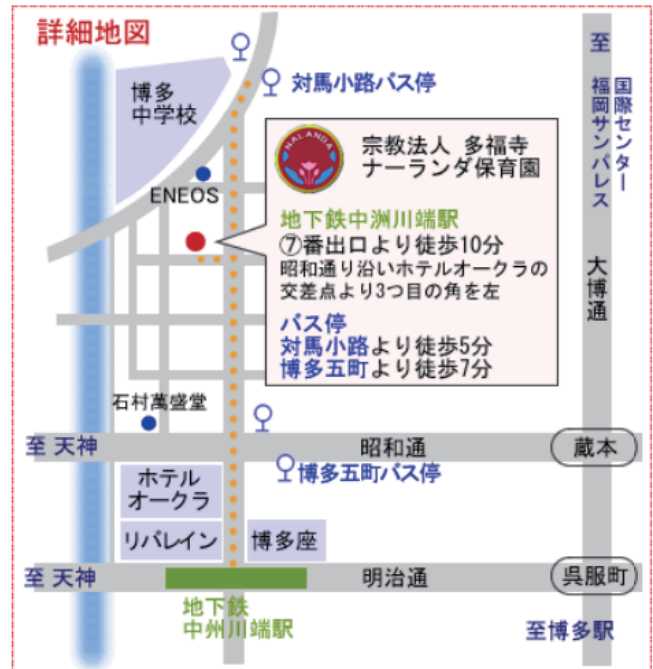 詳細地図
博多
中学校
対馬小路バス停
至
国際センター
福岡サンパレス
NALANDA
宗教法人 多福寺
ナーランダ保育園
ENEOS
地下鉄中洲川端駅
⑦番出口より徒歩10分
昭和通り沿いホテルオークラの
交差点より3つ目の角を左
バス停
対馬小路より徒歩5分
博多五町より徒歩7分
大博通
石村萬盛堂
至 天神
昭和通
蔵本
ホテル
オークラ
博多五町バス停
リバレイン
博多座
至 天神
明治通
呉服町
地下鉄
中州川端駅
至博多駅